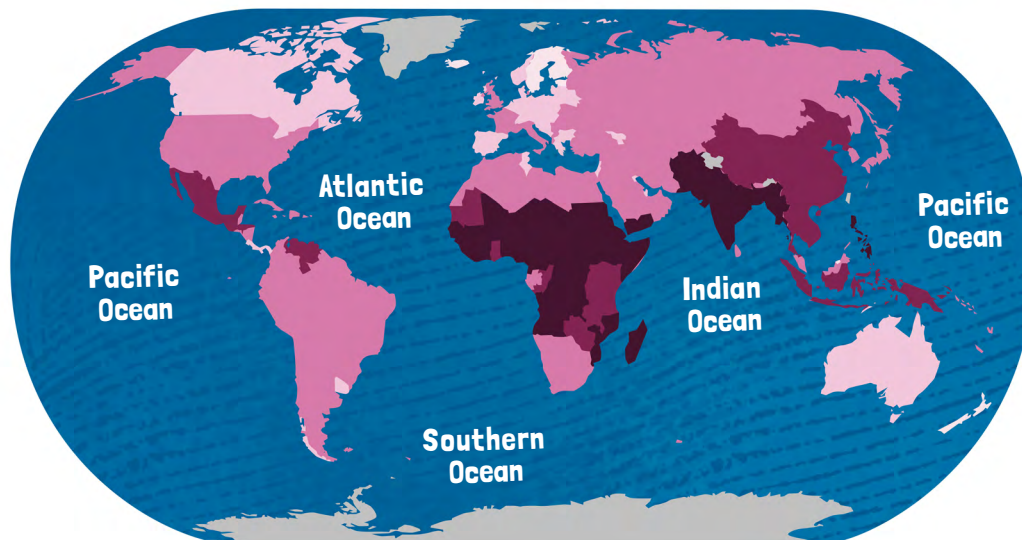 Atlantic
Ocean
Pacific
Ocean
Pacific
Ocean
Indian
Ocean
Southern
Ocean